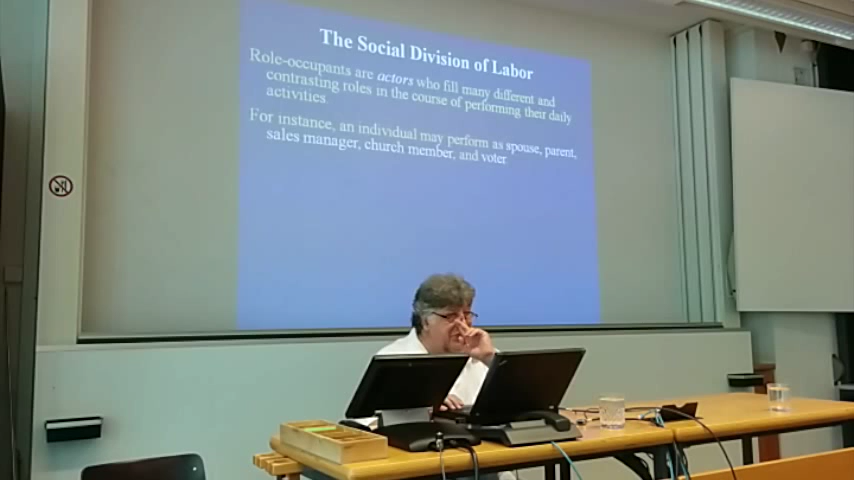 The Social Division of Labor
Role-occupants are actors who fill many different and
contrasting roles in the course of performing their daily
activities.
For instance, an individual may perform as spouse, parent,
sales manager, church member, and voter.